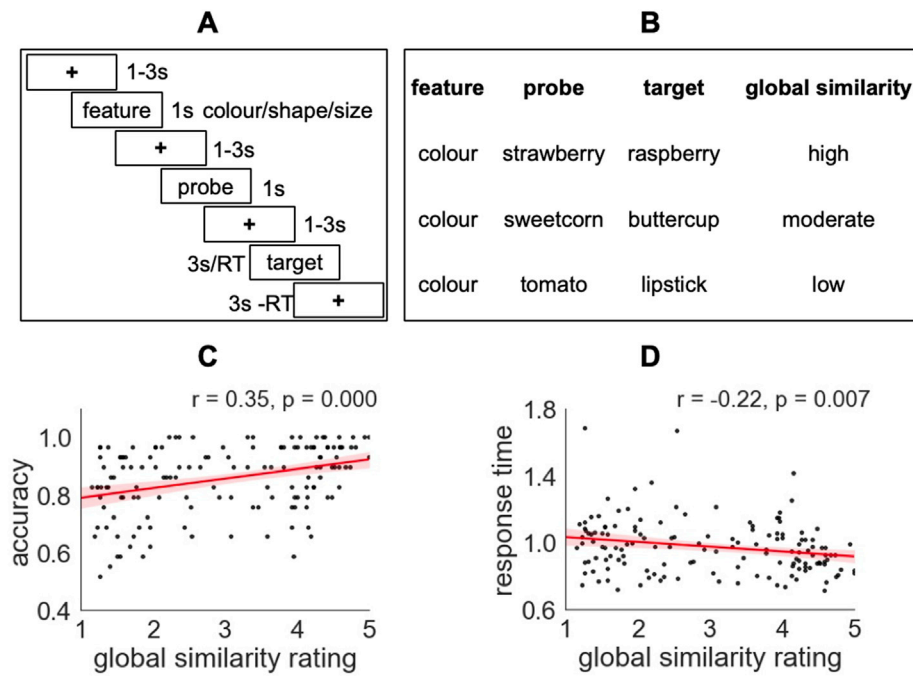 A
+ 1-3s
feature 1s colour/shape/size
+ 1-3s
probe 1s
+ 1-3s
3s/RT target
3s -RT +
B
feature probe target global similarity
colour strawberry raspberry high
colour sweetcorn buttercup moderate
colour tomato lipstick low
C
r = 0.35, p = 0.000
accuracy
1.0
0.8
0.6
0.4
1 2 3 4 5
global similarity rating
D
r = -0.22, p = 0.007
response time
1.8
1.4
1.0
0.6
1 2 3 4 5
global similarity rating